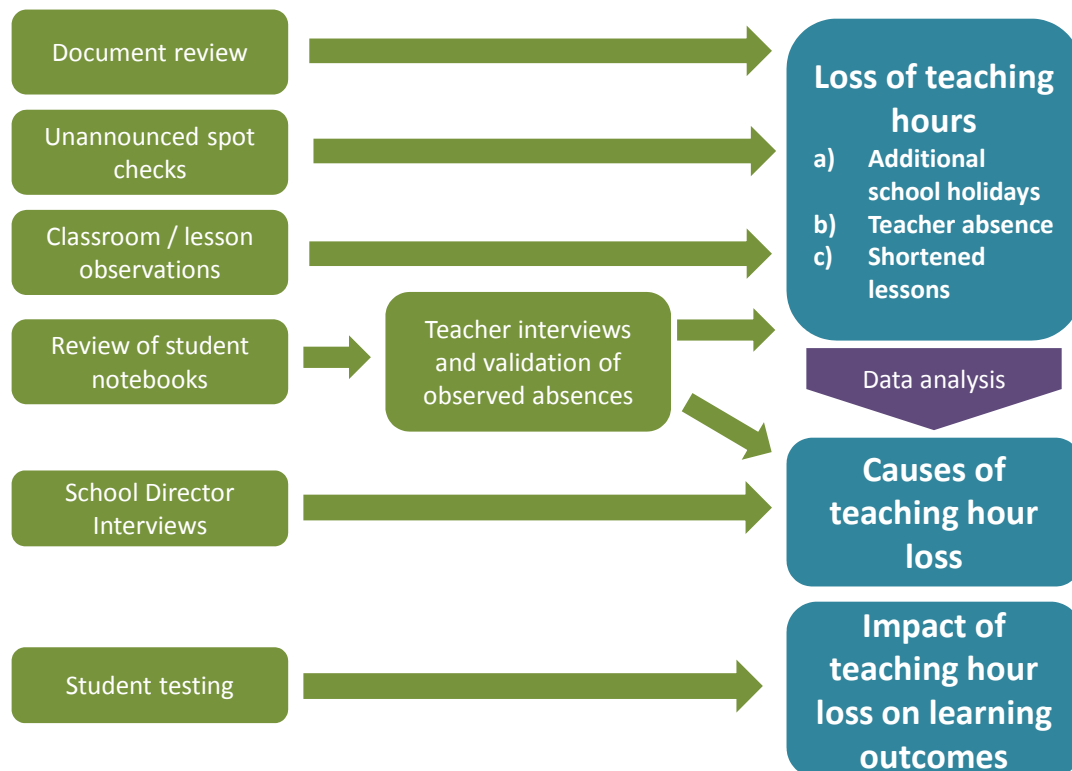 Document review
Unannounced spot
checks
Classroom / lesson
observations
Review of student
notebooks
Teacher interviews
and validation of
observed absences
School Director
Interviews
Student testing
Loss of teaching
hours
a) Additional
school holidays
b) Teacher absence
c) Shortened
lessons
Data analysis
Causes of
teaching hour
loss
Impact of
teaching hour
loss on learning
outcomes